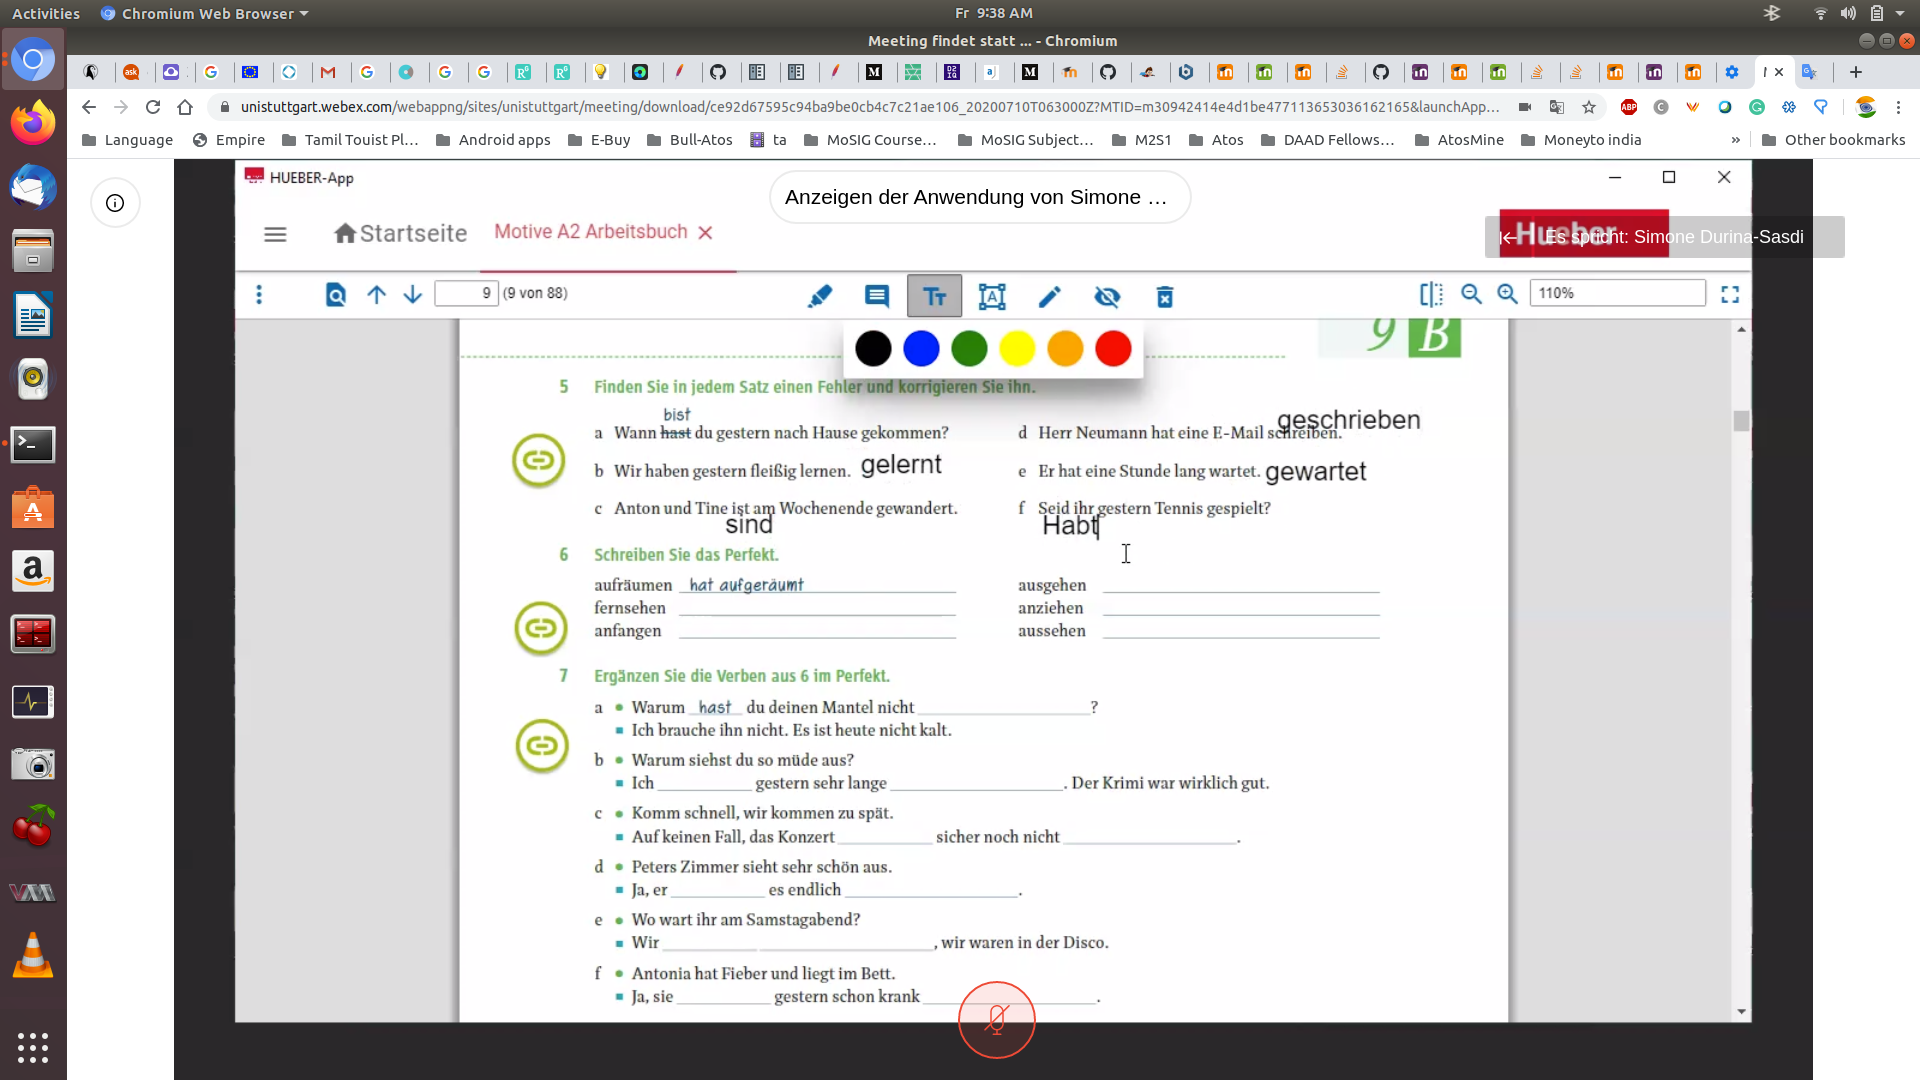 Activities Chromium Web Browser Fr 9:38 AM
Meeting findet statt ... - Chromium
unistuttgart.webex.com/webappng/sites/unistuttgart/meeting/download/ce92d67595c94ba9be0cb4c7c21ae106_20200710T063000Z?MTID=m30942414e4d1be477113653036162165&launchApp…
Language Empire Tamil Touist Pl… Android apps E-Buy Bull-Atos ta MoSIG Course… MoSIG Subject… M2S1 Atos DAAD Fellows… AtosMine Moneyto india » Other bookmarks
HUEBER-App
Anzeigen der Anwendung von Simone …
Startseite Motive A2 Arbeitsbuch
Hueber
Es spricht: Simone Durina-Sasdi
9 (9 von 88) 110%
9 B
5 Finden Sie in jedem Satz einen Fehler und korrigieren Sie ihn.
bist
geschrieben
a Wann hast du gestern nach Hause gekommen? d Herr Neumann hat eine E-Mail schreiben.
b Wir haben gestern fleißig lernen. gelernt e Er hat eine Stunde lang wartet. gewartet
c Anton und Tine ist am Wochenende gewandert. f Seid ihr gestern Tennis gespielt?
sind Habt
6 Schreiben Sie das Perfekt.
aufräumen hat aufgeräumt ausgehen
fernsehen anziehen
anfangen aussehen
7 Ergänzen Sie die Verben aus 6 im Perfekt.
a Warum hast du deinen Mantel nicht ?
Ich brauche ihn nicht. Es ist heute nicht kalt.
b Warum siehst du so müde aus?
Ich gestern sehr lange . Der Krimi war wirklich gut.
c Komm schnell, wir kommen zu spät.
Auf keinen Fall, das Konzert sicher noch nicht .
d Peters Zimmer sieht sehr schön aus.
Ja, er es endlich .
e Wo wart ihr am Samstagabend?
Wir , wir waren in der Disco.
f Antonia hat Fieber und liegt im Bett.
Ja, sie gestern schon krank .